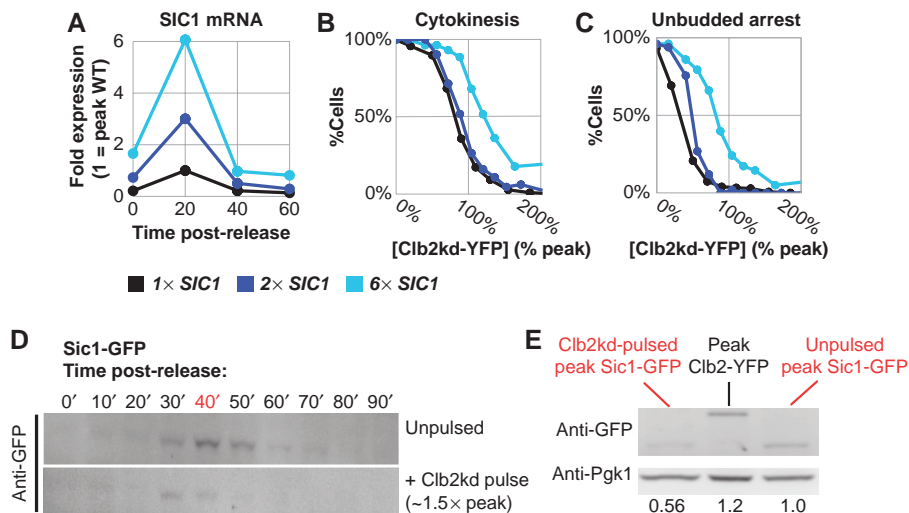 A SIC1 mRNA
Fold expression
(1 = peak WT)
6
4
2
0
0 20 40 60
Time post-release
B Cytokinesis
%Cells
100%
50%
0%
0% 100% 200%
[Clb2kd-YFP] (% peak)
C Unbudded arrest
%Cells
100%
50%
0%
0% 100% 200%
[Clb2kd-YFP] (% peak)
1× SIC1 2× SIC1 6× SIC1
D
Sic1-GFP
Time post-release:
0′ 10′ 20′ 30′ 40′ 50′ 60′ 70′ 80′ 90′
Anti-GFP
Unpulsed
+ Clb2kd pulse
(~1.5× peak)
E
Clb2kd-pulsed
peak Sic1-GFP
Peak
Clb2-YFP
Unpulsed
peak Sic1-GFP
Anti-GFP
Anti-Pgk1
0.56 1.2 1.0